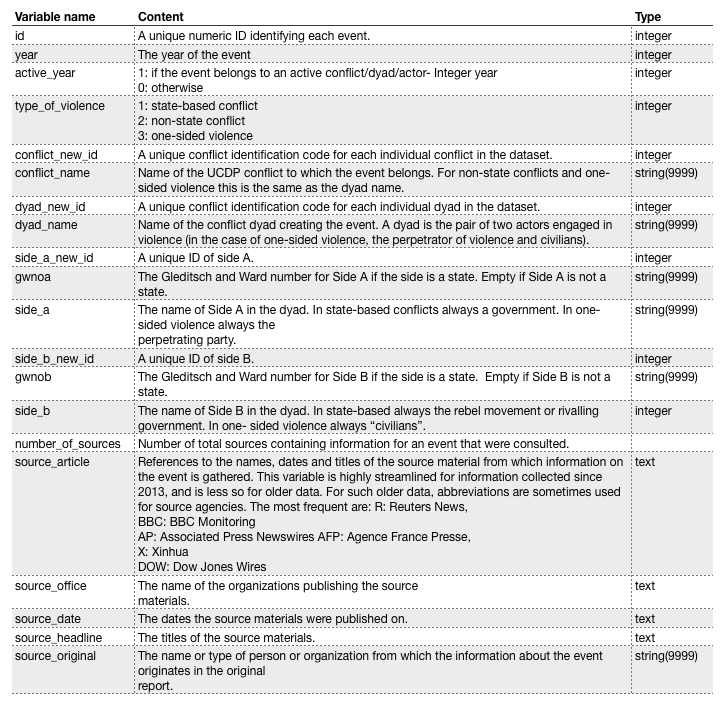 Variable name Content Type
id A unique numeric ID identifying each event. integer
year The year of the event integer
active_year 1: if the event belongs to an active conflict/dyad/actor- Integer year integer
0: otherwise
type_of_violence 1: state-based conflict integer
2: non-state conflict
3: one-sided violence
conflict_new_id A unique conflict identification code for each individual conflict in the dataset. integer
conflict_name Name of the UCDP conflict to which the event belongs. For non-state conflicts and one- string(9999)
sided violence this is the same as the dyad name.
dyad_new_id A unique conflict identification code for each individual dyad in the dataset. integer
dyad_name Name of the conflict dyad creating the event. A dyad is the pair of two actors engaged in string(9999)
violence (in the case of one-sided violence, the perpetrator of violence and civilians).
side_a_new_id A unique ID of side A. integer
gwnoa The Gleditsch and Ward number for Side A if the side is a state. Empty if Side A is not a string(9999)
state.
side_a The name of Side A in the dyad. In state-based conflicts always a government. In one- string(9999)
sided violence always the
perpetrating party.
side_b_new_id A unique ID of side B. integer
gwnob The Gleditsch and Ward number for Side B if the side is a state. Empty if Side B is not a string(9999)
state.
side_b The name of Side B in the dyad. In state-based always the rebel movement or rivalling integer
government. In one- sided violence always “civilians”.
number_of_sources Number of total sources containing information for an event that were consulted.
source_article References to the names, dates and titles of the source material from which information on text
the event is gathered. This variable is highly streamlined for information collected since
2013, and is less so for older data. For such older data, abbreviations are sometimes used
for source agencies. The most frequent are: R: Reuters News,
BBC: BBC Monitoring
AP: Associated Press Newswires AFP: Agence France Presse,
X: Xinhua
DOW: Dow Jones Wires
source_office The name of the organizations publishing the source text
materials.
source_date The dates the source materials were published on. text
source_headline The titles of the source materials. text
source_original The name or type of person or organization from which the information about the event string(9999)
originates in the original
report.